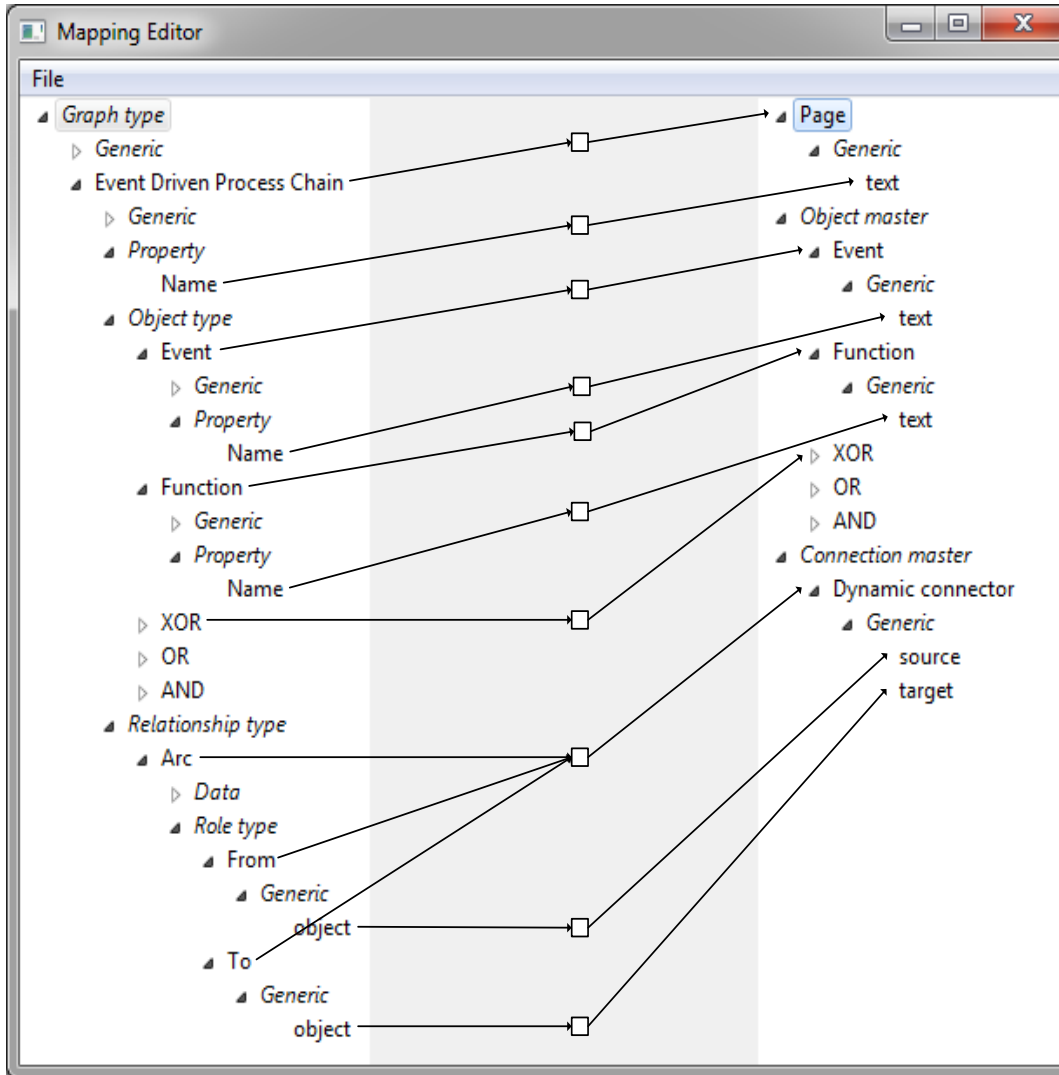 Mapping Editor
File
Graph type
Generic
Event Driven Process Chain
Generic
Property
Name
Object type
Event
Generic
Property
Name
Function
Generic
Property
Name
XOR
OR
AND
Relationship type
Arc
Data
Role type
From
Generic
object
To
Generic
object
Page
Generic
text
Object master
Event
Generic
text
Function
Generic
text
XOR
OR
AND
Connection master
Dynamic connector
Generic
source
target